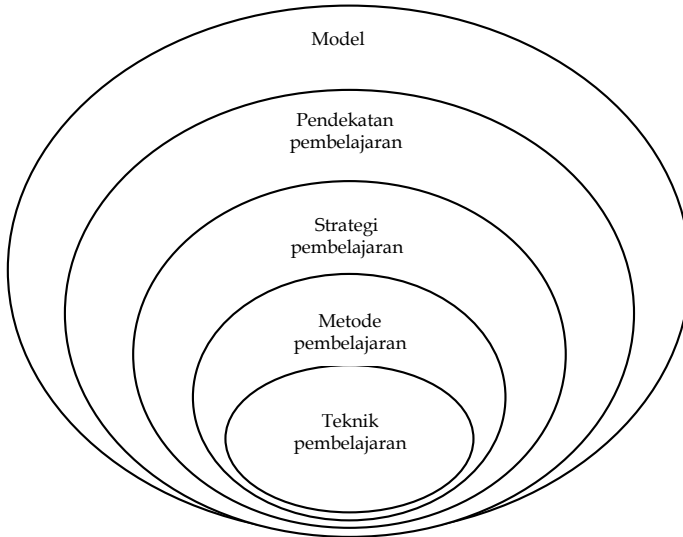 Model
Pendekatan
pembelajaran
Strategi
pembelajaran
Metode
pembelajaran
Teknik
pembelajaran